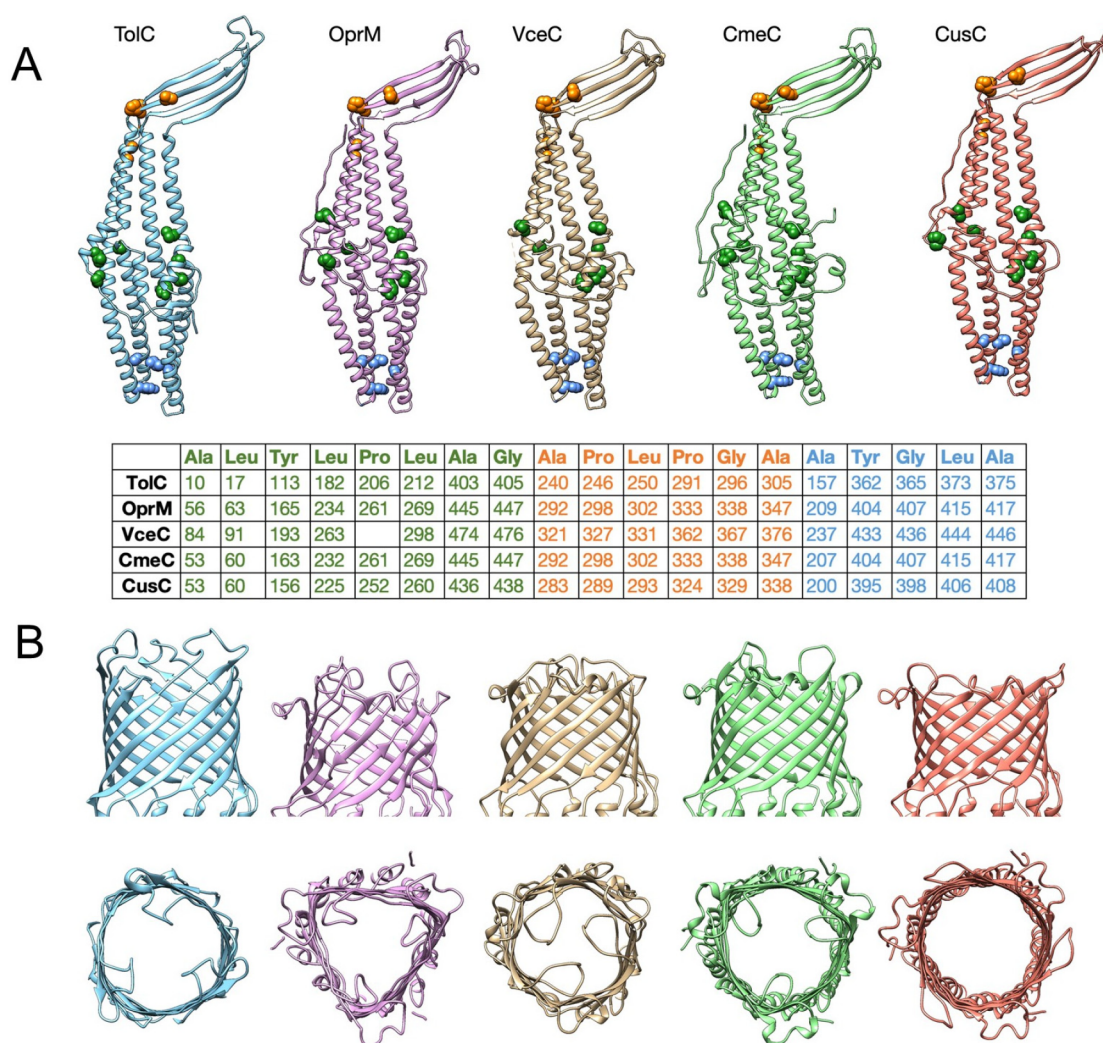 TolC OprM VceC CmeC CusC
A
Ala Leu Tyr Leu Pro Leu Ala Gly Ala Pro Leu Pro Gly Ala Ala Tyr Gly Leu Ala
TolC 10 17 113 182 206 212 403 405 240 246 250 291 296 305 157 362 365 373 375
OprM 56 63 165 234 261 269 445 447 292 298 302 333 338 347 209 404 407 415 417
VceC 84 91 193 263 298 474 476 321 327 331 362 367 376 237 433 436 444 446
CmeC 53 60 163 232 261 269 445 447 292 298 302 333 338 347 207 404 407 415 417
CusC 53 60 156 225 252 260 436 438 283 289 293 324 329 338 200 395 398 406 408
B